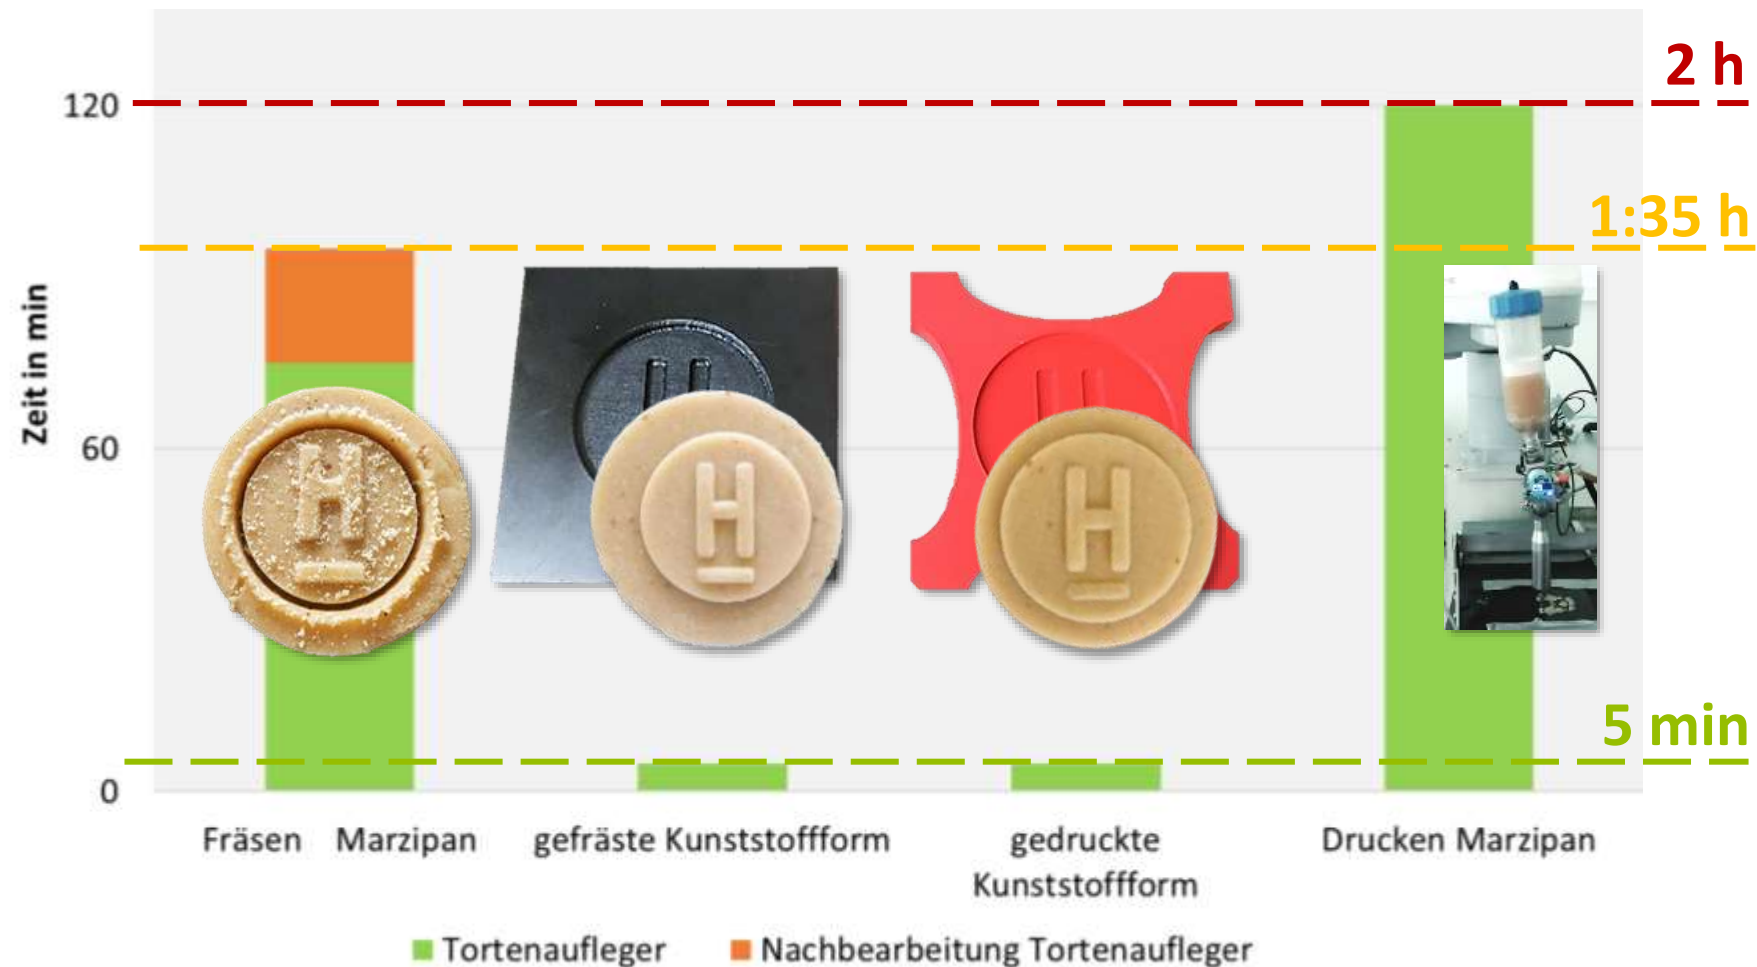 2 h
120
1:35 h
Zeit in min
60
5 min
0
Fräsen Marzipan
gefräste Kunststoffform
gedruckte
Kunststoffform
Drucken Marzipan
Tortenaufleger
Nachbearbeitung Tortenaufleger
H
H
H